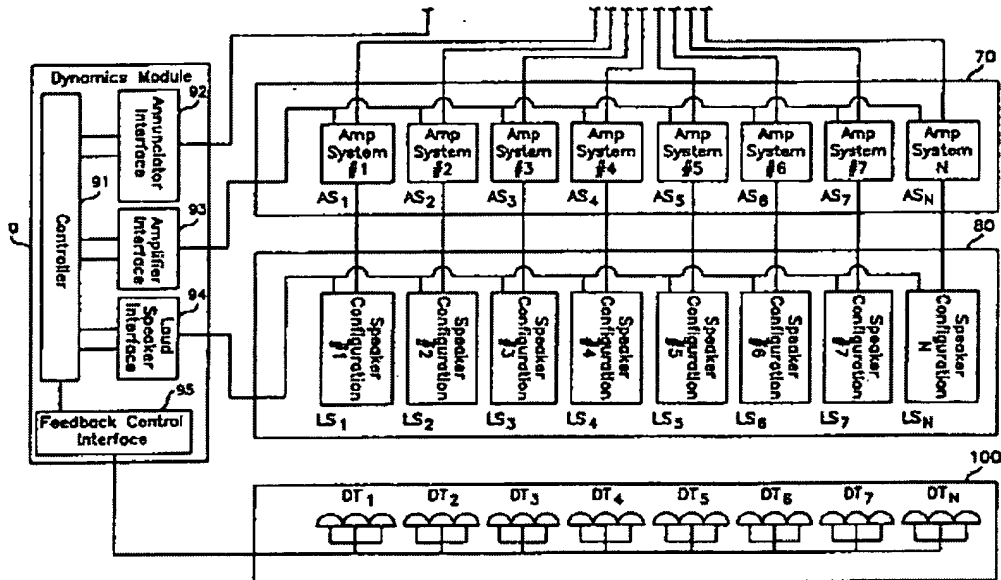 Dynamics Module
92
Annunciator
Interface
91
Controller
93
Amplifier
Interface
94
Loud
Speaker
Interface
95
Feedback Control
Interface
70
Amp
System
#1
Amp
System
#2
Amp
System
#3
Amp
System
#4
Amp
System
#5
Amp
System
#6
Amp
System
#7
Amp
System
N
AS1
AS2
AS3
AS4
AS5
AS6
AS7
ASN
80
Speaker
Configuration
#1
Speaker
Configuration
#2
Speaker
Configuration
#3
Speaker
Configuration
#4
Speaker
Configuration
#5
Speaker
Configuration
#6
Speaker
Configuration
#7
Speaker
Configuration
N
LS1
LS2
LS3
LS4
LS5
LS6
LS7
LSN
100
DT1
DT2
DT3
DT4
DT5
DT6
DT7
DTN